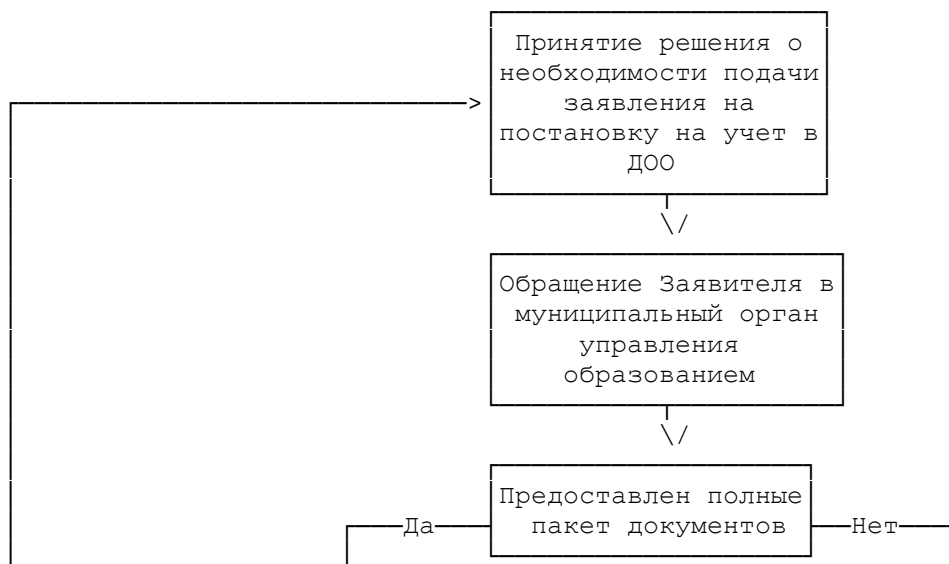 Принятие решения о
необходимости подачи
заявления на
постановку на учет в
ДОО
Обращение Заявителя в
муниципальный орган
управления
образованием
Предоставлен полные
Да пакет документов Нет